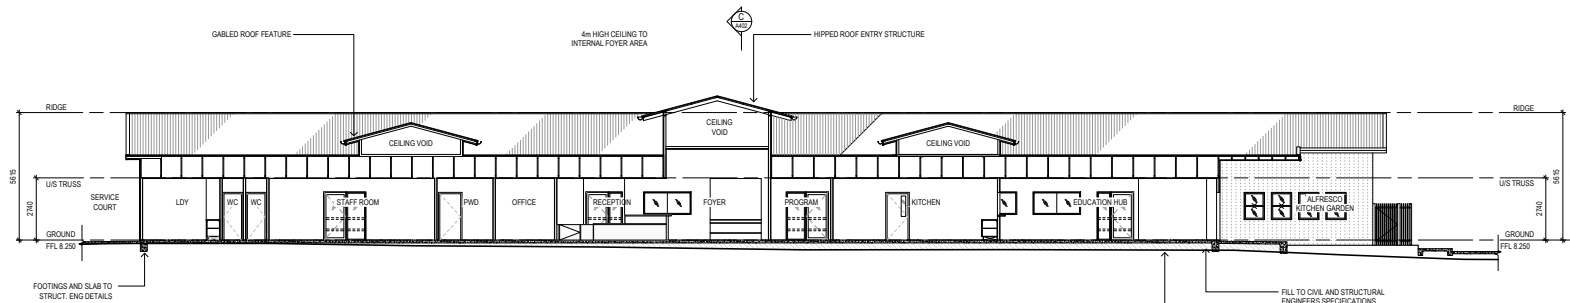 C
A402
GABLED ROOF FEATURE
4m HIGH CEILING TO
INTERNAL FOYER AREA
HIPPED ROOF ENTRY STRUCTURE
RIDGE
RIDGE
CEILING
VOID
CEILING VOID
CEILING VOID
5615
5615
U/S TRUSS
U/S TRUSS
2740
2740
SERVICE
COURT
LDY
WC
WC
STAFF ROOM
PWD
OFFICE
RECEPTION
FOYER
PROGRAM
KITCHEN
EDUCATION HUB
ALFRESCO
KITCHEN GARDEN
GROUND
FFL 8.250
GROUND
FFL 8.250
FOOTINGS AND SLAB TO
STRUCT. ENG DETAILS
FILL TO CIVIL AND STRUCTURAL
ENGINEERS SPECIFICATIONS